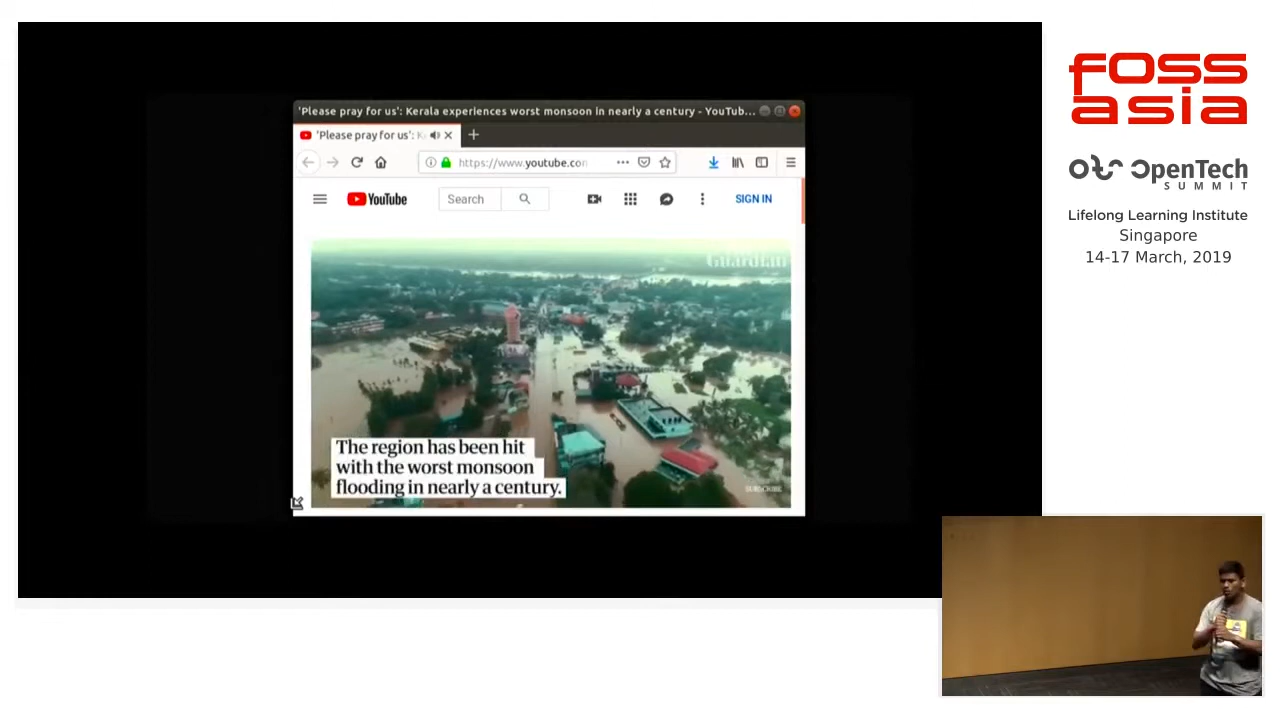 'Please pray for us': Kerala experiences worst monsoon in nearly a century - YouTub...
'Please pray for us': K
https://www.youtube.con
YouTube
Search
SIGN IN
Guardian
The region has been hit
with the worst monsoon
flooding in nearly a century.
SUBSCRIBE
FOSS
asia
OpenTech
SUMMIT
Lifelong Learning Institute
Singapore
14-17 March, 2019